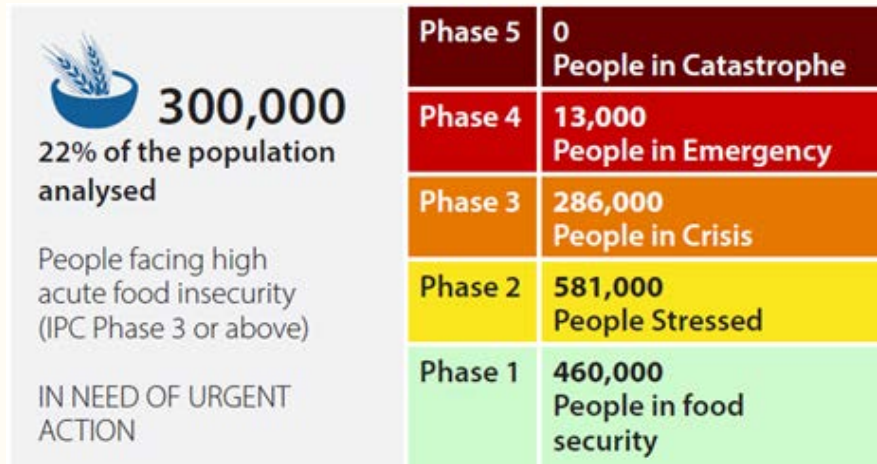 300,000
22% of the population
analysed
People facing high
acute food insecurity
(IPC Phase 3 or above)
IN NEED OF URGENT
ACTION
Phase 5
0
People in Catastrophe
Phase 4
13,000
People in Emergency
Phase 3
286,000
People in Crisis
Phase 2
581,000
People Stressed
Phase 1
460,000
People in food
security